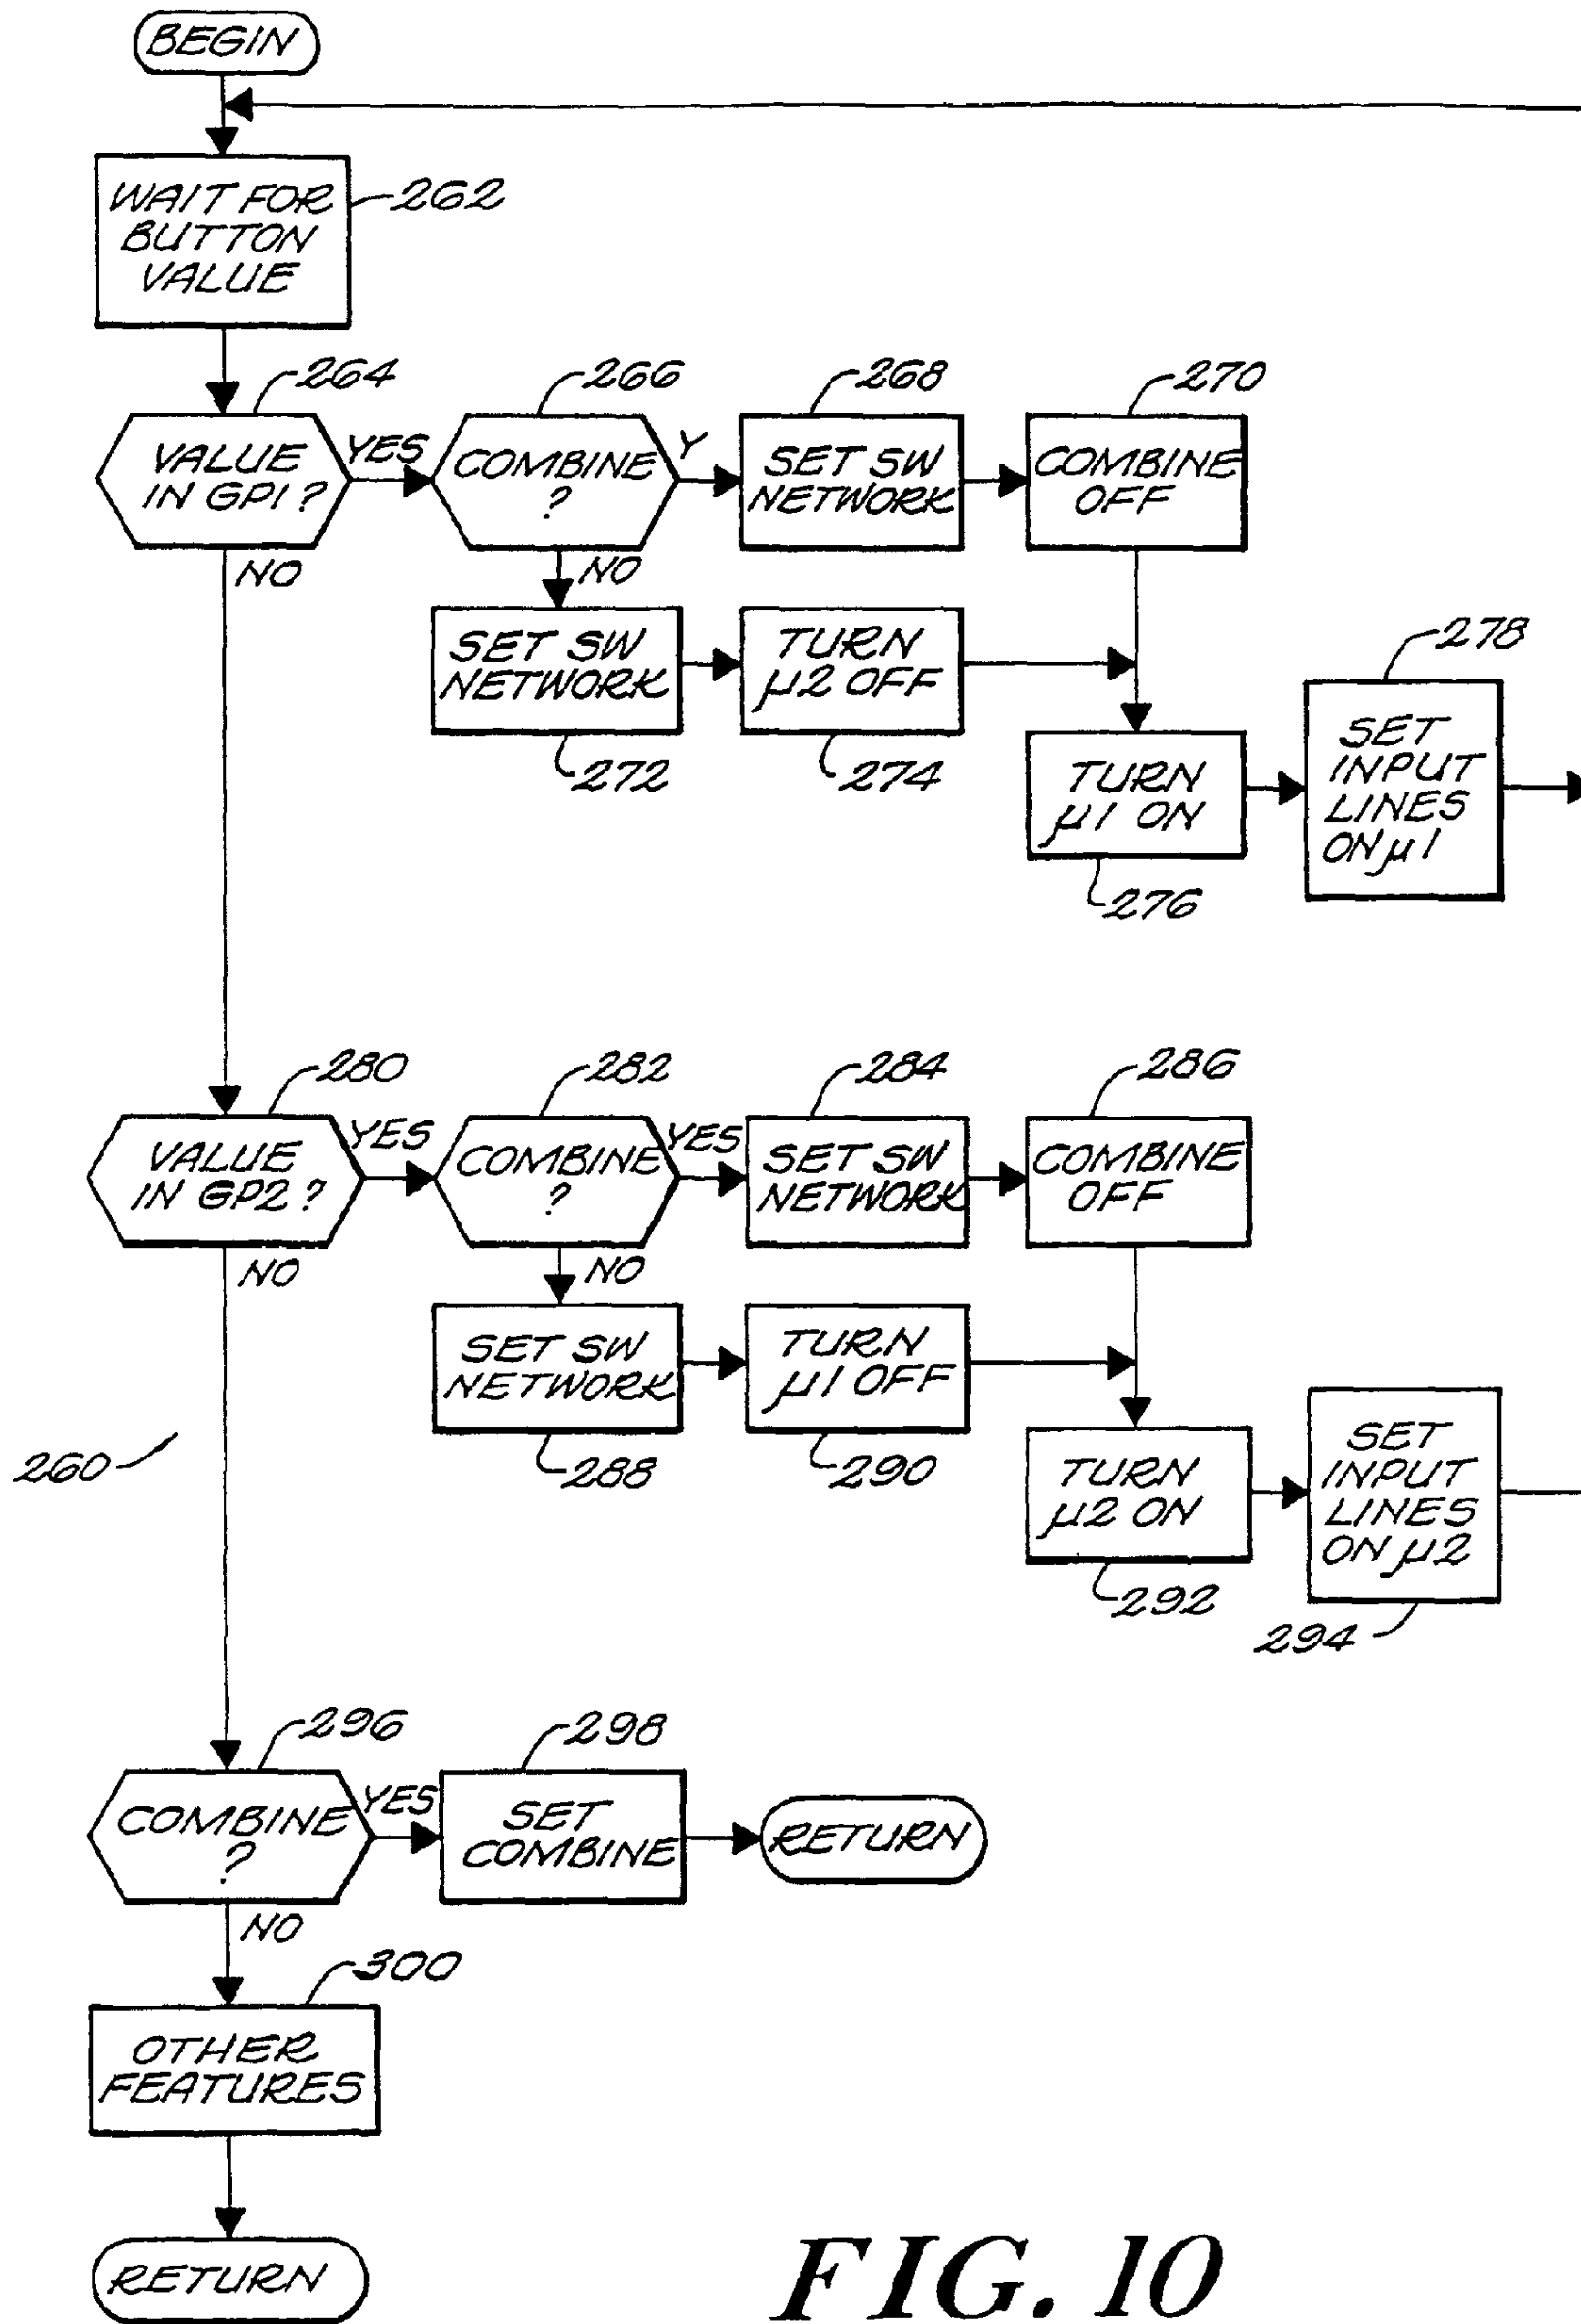 BEGIN
WAIT FOR
BUTTON
VALUE
262
264
VALUE
IN GP1?
YES
NO
266
COMBINE
?
Y
NO
268
SET SW
NETWORK
270
COMBINE
OFF
SET SW
NETWORK
272
TURN
μ2 OFF
274
TURN
μ1 ON
276
278
SET
INPUT
LINES
ON μ1
280
VALUE
IN GP2?
YES
NO
282
COMBINE
?
YES
NO
284
SET SW
NETWORK
286
COMBINE
OFF
SET SW
NETWORK
288
TURN
μ1 OFF
290
TURN
μ2 ON
292
SET
INPUT
LINES
ON μ2
294
260
296
COMBINE
?
YES
NO
298
SET
COMBINE
RETURN
300
OTHER
FEATURES
RETURN
FIG. 10